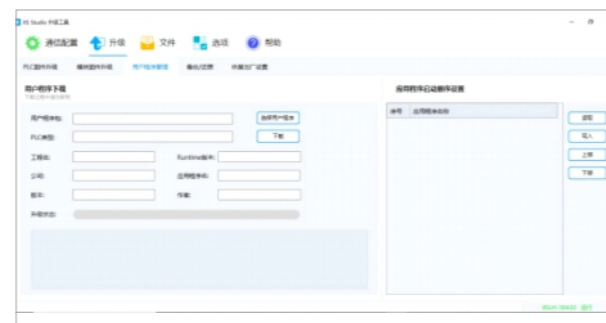 XS Studio 升级工具
通信配置 升级 文件 选项 帮助
PLC固件升级 模块固件升级 用户程序管理 备份/还原 恢复出厂设置
用户程序下载
应用程序启动顺序设置
序号 应用程序名称
用户程序包: 选择用户程序
读取
PLC类型: 下载
写入
工程名: Runtime版本:
上移
公司: 应用程序名:
下移
版本: 作者:
升级状态: